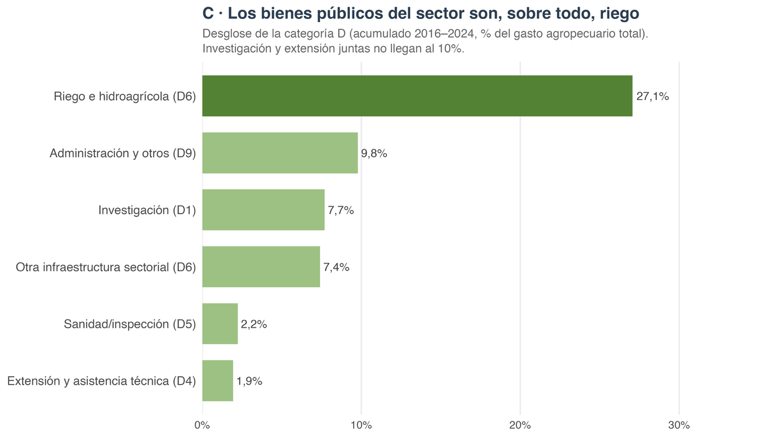 C · Los bienes públicos del sector son, sobre todo, riego
Desglose de la categoría D (acumulado 2016–2024, % del gasto agropecuario total).
Investigación y extensión juntas no llegan al 10%.
Riego e hidroagrícola (D6) 27,1%
Administración y otros (D9) 9,8%
Investigación (D1) 7,7%
Otra infraestructura sectorial (D6) 7,4%
Sanidad/inspección (D5) 2,2%
Extensión y asistencia técnica (D4) 1,9%
0% 10% 20% 30%